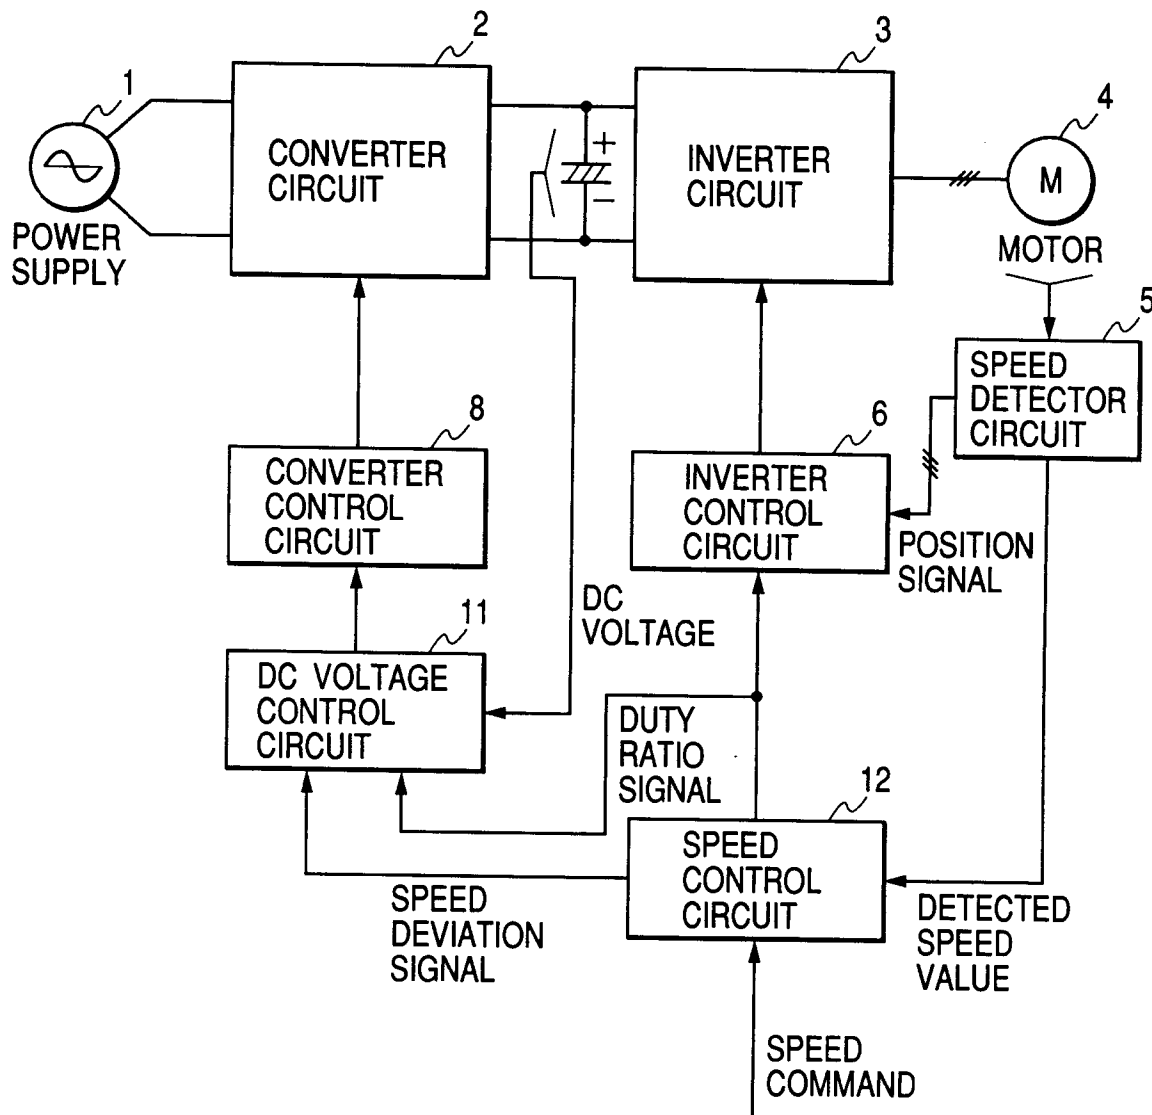 2
3
1
4
CONVERTER
CIRCUIT
+
−
INVERTER
CIRCUIT
M
POWER
SUPPLY
MOTOR
5
SPEED
DETECTOR
CIRCUIT
8
6
CONVERTER
CONTROL
CIRCUIT
INVERTER
CONTROL
CIRCUIT
POSITION
SIGNAL
DC
VOLTAGE
11
DC VOLTAGE
CONTROL
CIRCUIT
DUTY
RATIO
SIGNAL
12
SPEED
CONTROL
CIRCUIT
SPEED
DEVIATION
SIGNAL
DETECTED
SPEED
VALUE
SPEED
COMMAND